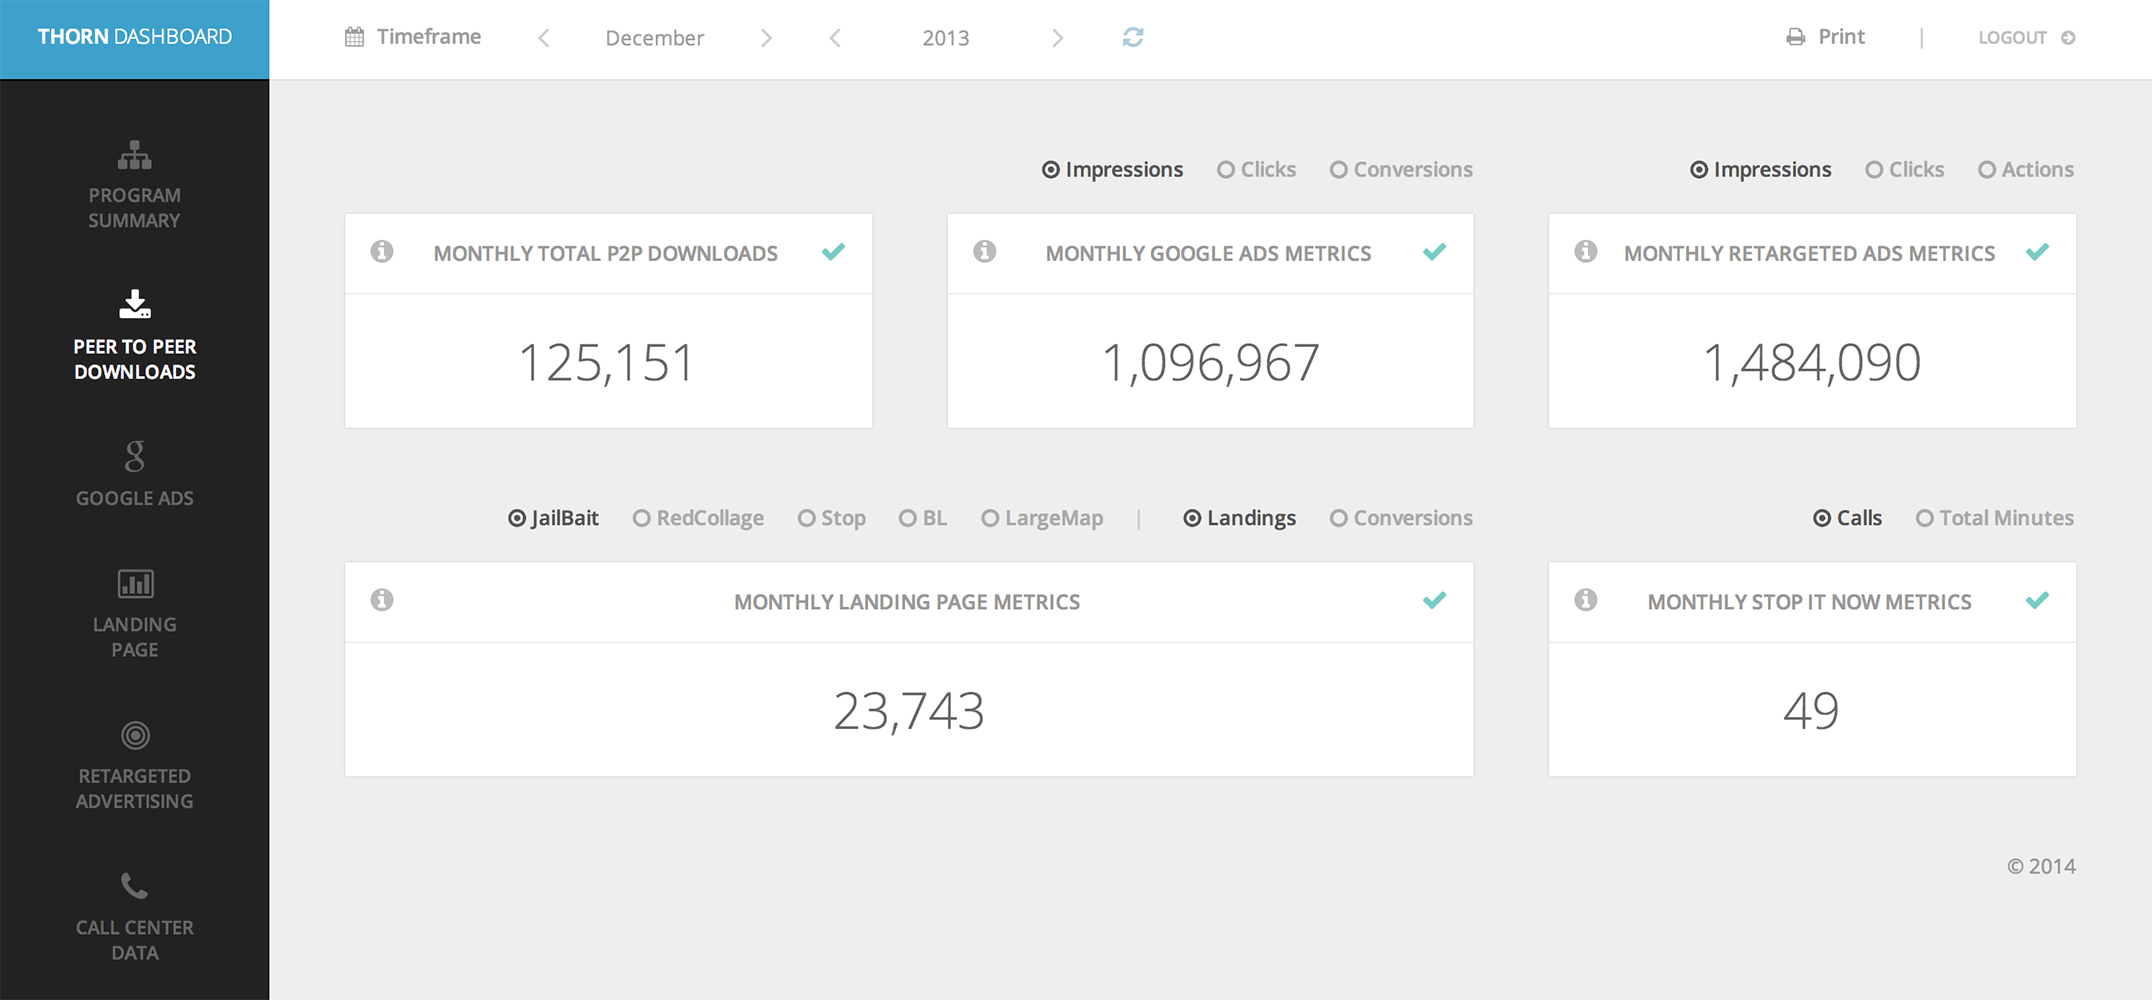 THORN DASHBOARD
Timeframe December 2013 Print | LOGOUT
PROGRAM
SUMMARY
PEER TO PEER
DOWNLOADS
g
GOOGLE ADS
LANDING
PAGE
RETARGETED
ADVERTISING
CALL CENTER
DATA
Impressions Clicks Conversions
Impressions Clicks Actions
MONTHLY TOTAL P2P DOWNLOADS
125,151
MONTHLY GOOGLE ADS METRICS
1,096,967
MONTHLY RETARGETED ADS METRICS
1,484,090
JailBait RedCollage Stop BL LargeMap | Landings Conversions
Calls Total Minutes
MONTHLY LANDING PAGE METRICS
23,743
MONTHLY STOP IT NOW METRICS
49
© 2014